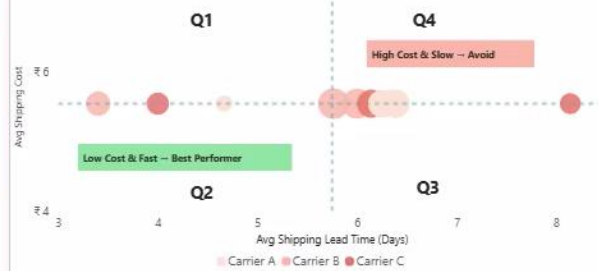 Q1 Q4
High Cost & Slow → Avoid
₹6
Avg Shipping Cost
Low Cost & Fast → Best Performer
Q2 Q3
₹4
3 4 5 6 7 8
Avg Shipping Lead Time (Days)
Carrier A Carrier B Carrier C